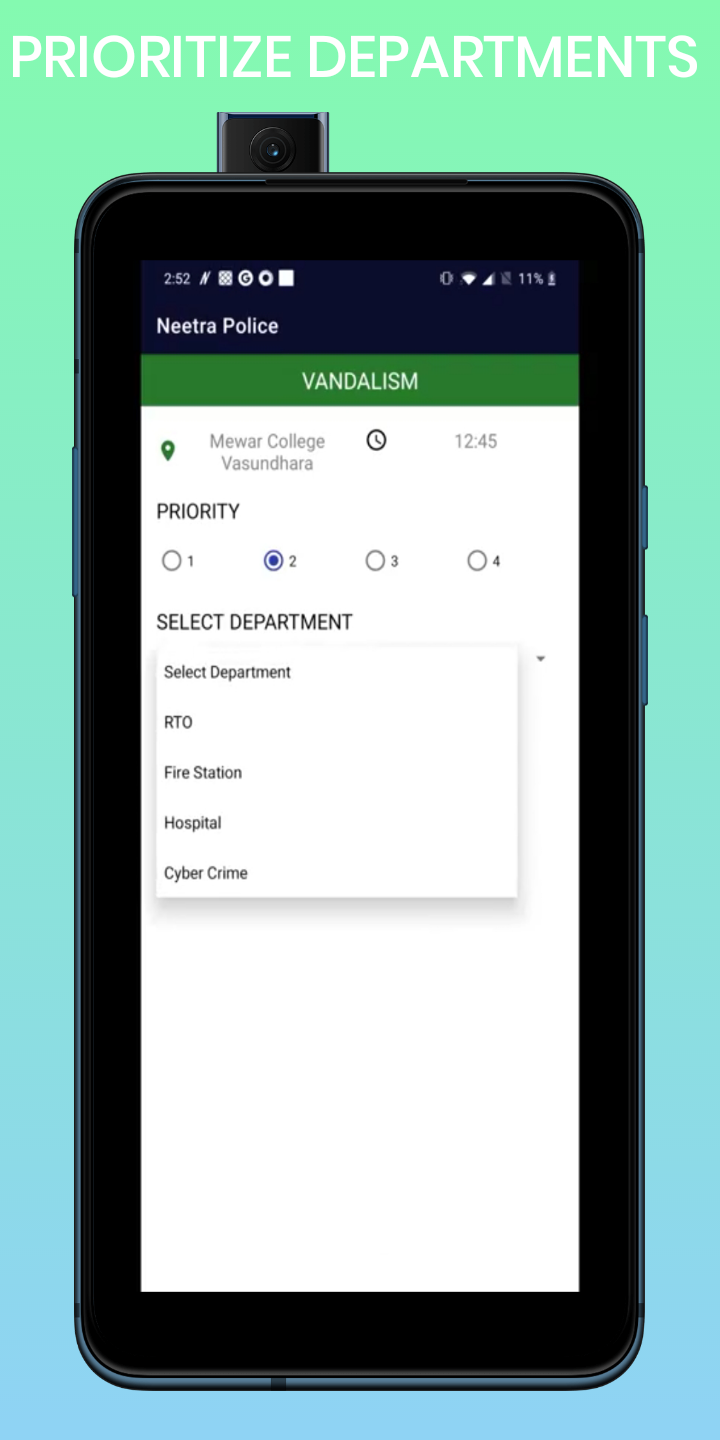 PRIORITIZE DEPARTMENTS
2:52 11%
Neetra Police
VANDALISM
Mewar College
Vasundhara
12:45
PRIORITY
1 2 3 4
SELECT DEPARTMENT
Select Department
RTO
Fire Station
Hospital
Cyber Crime